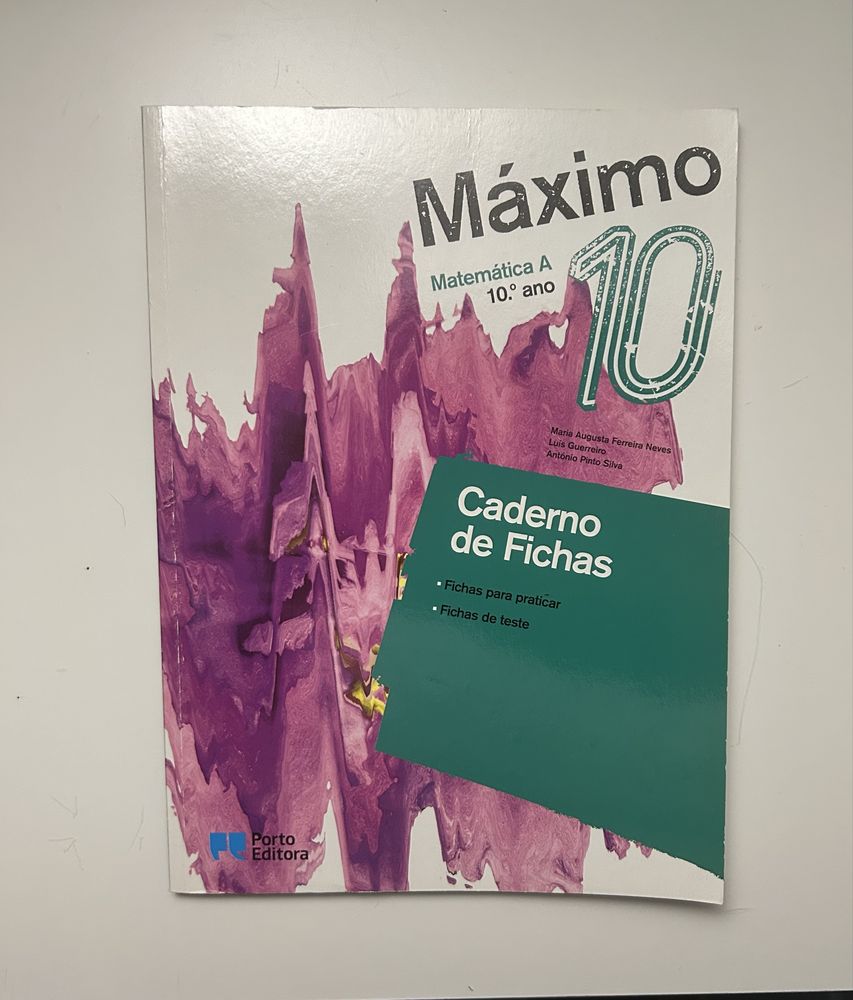 Máximo
10
Matemática A
10.º ano
Maria Augusta Ferreira Neves
Luís Guerreiro
António Pinto Silva
Caderno
de Fichas
▪ Fichas para praticar
▪ Fichas de teste
Porto
Editora